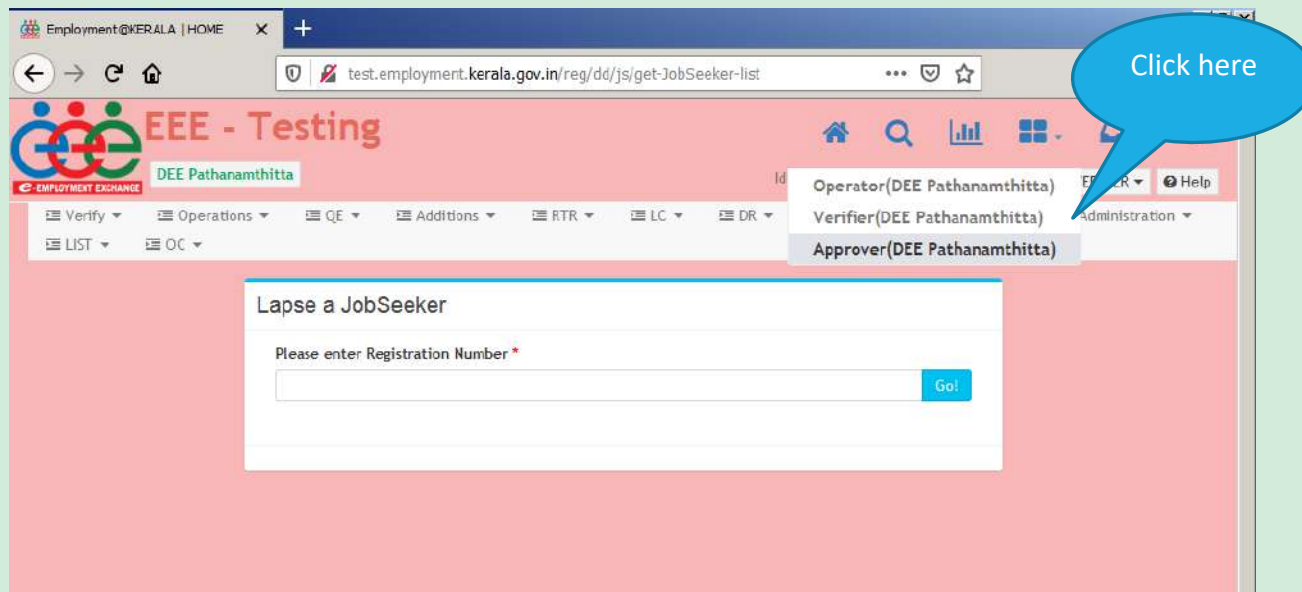 Employment@KERALA | HOME
test.employment.kerala.gov.in/reg/dd/js/get-JobSeeker-list
Click here
EEE - Testing
e-EMPLOYMENT EXCHANGE
DEE Pathanamthitta
Id
Help
Operator(DEE Pathanamthitta)
Verifier(DEE Pathanamthitta)
Approver(DEE Pathanamthitta)
Verify Operations QE Additions RTR LC DR Administration
LIST OC
Lapse a JobSeeker
Please enter Registration Number *
Go!